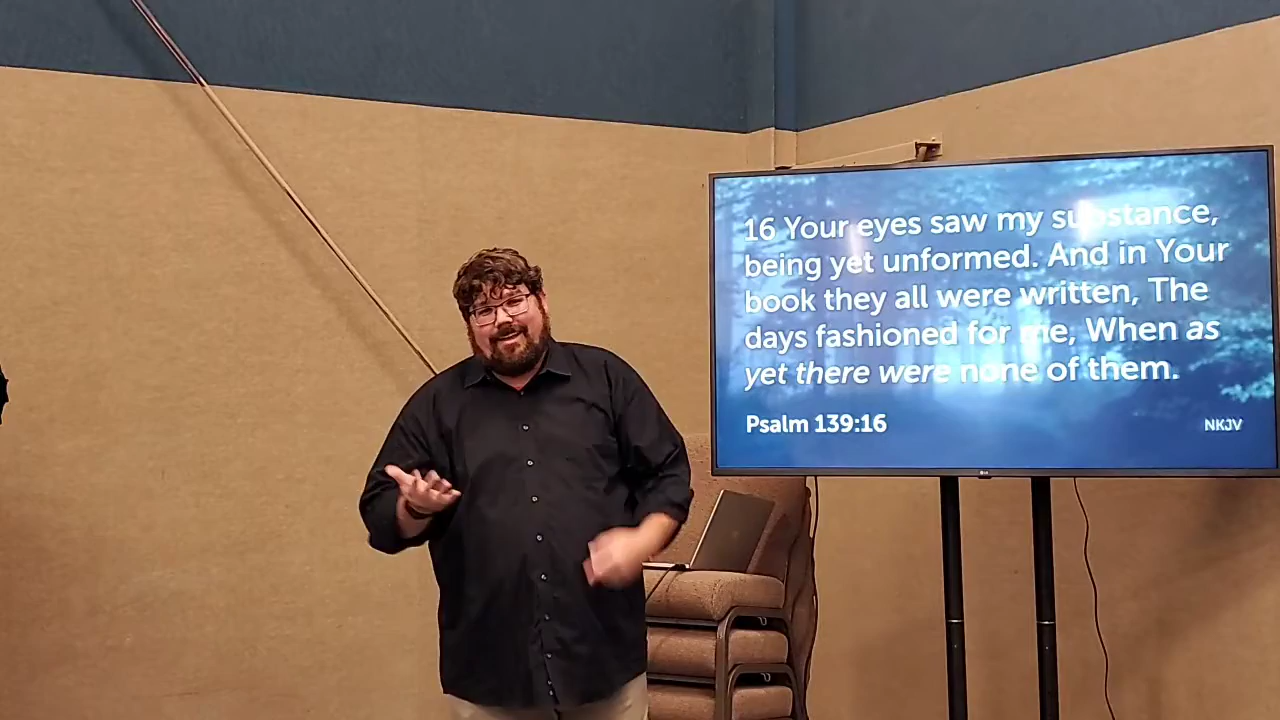 16 Your eyes saw my substance,
being yet unformed. And in Your
book they all were written, The
days fashioned for me, When as
yet there were none of them.
Psalm 139:16
NKJV
LG